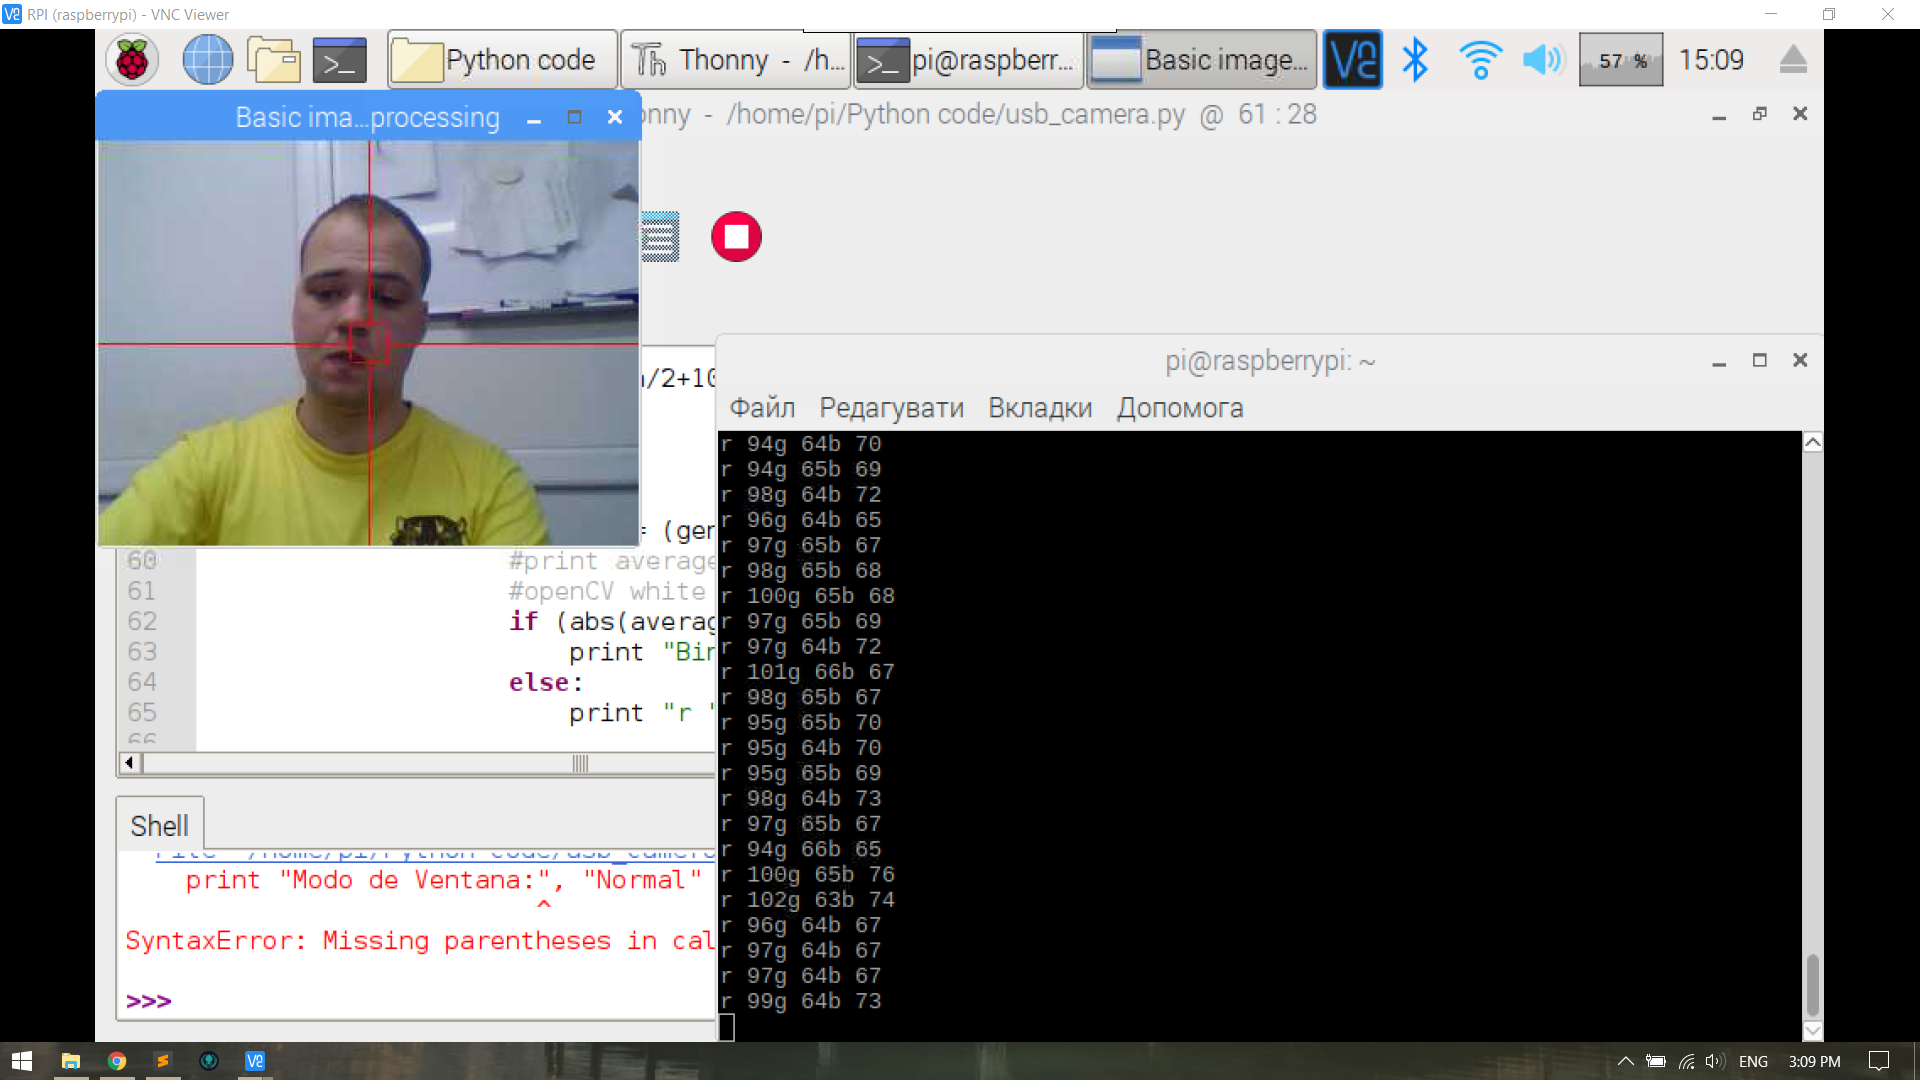 RPI (raspberrypi) - VNC Viewer
Python code
Thonny - /h...
pi@raspberr...
Basic image...
57 %
15:09
Basic ima...processing
onny - /home/pi/Python code/usb_camera.py @ 61 : 28
/2+10
= (ger
60 #print average
61 #openCV white
62 if (abs(averag
63 print "Bir
64 else:
65 print "r "
66
Shell
File "/home/pi/Python code/usb_camera
print "Modo de Ventana:", "Normal"
^
SyntaxError: Missing parentheses in cal
>>>
pi@raspberrypi: ~
Файл Редагувати Вкладки Допомога
r 94g 64b 70
r 94g 65b 69
r 98g 64b 72
r 96g 64b 65
r 97g 65b 67
r 98g 65b 68
r 100g 65b 68
r 97g 65b 69
r 97g 64b 72
r 101g 66b 67
r 98g 65b 67
r 95g 65b 70
r 95g 64b 70
r 95g 65b 69
r 98g 64b 73
r 97g 65b 67
r 94g 66b 65
r 100g 65b 76
r 102g 63b 74
r 96g 64b 67
r 97g 64b 67
r 97g 64b 67
r 99g 64b 73
ENG
3:09 PM